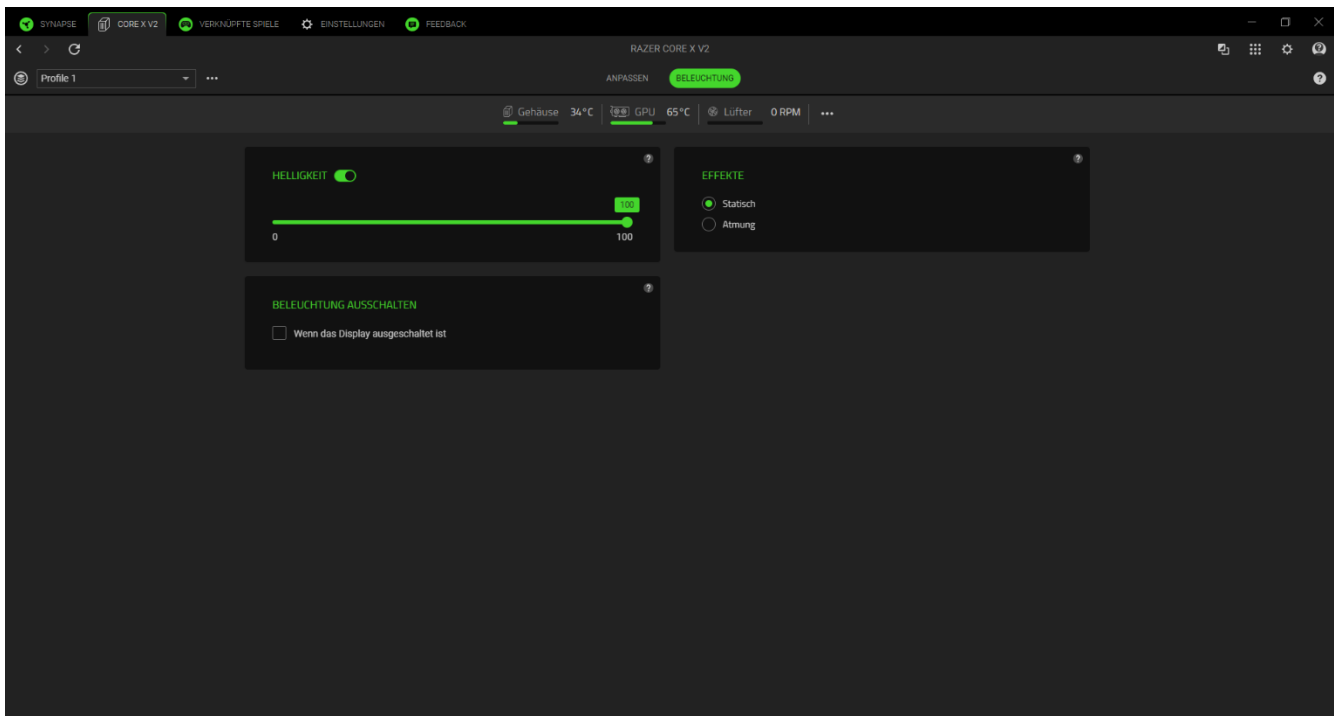 SYNAPSE CORE X V2 VERKNÜPFTE SPIELE EINSTELLUNGEN FEEDBACK
RAZER CORE X V2
Profile 1 ANPASSEN BELEUCHTUNG
Gehäuse 34°C GPU 65°C Lüfter 0 RPM
HELLIGKEIT
100
0 100
EFFEKTE
Statisch
Atmung
BELEUCHTUNG AUSSCHALTEN
Wenn das Display ausgeschaltet ist